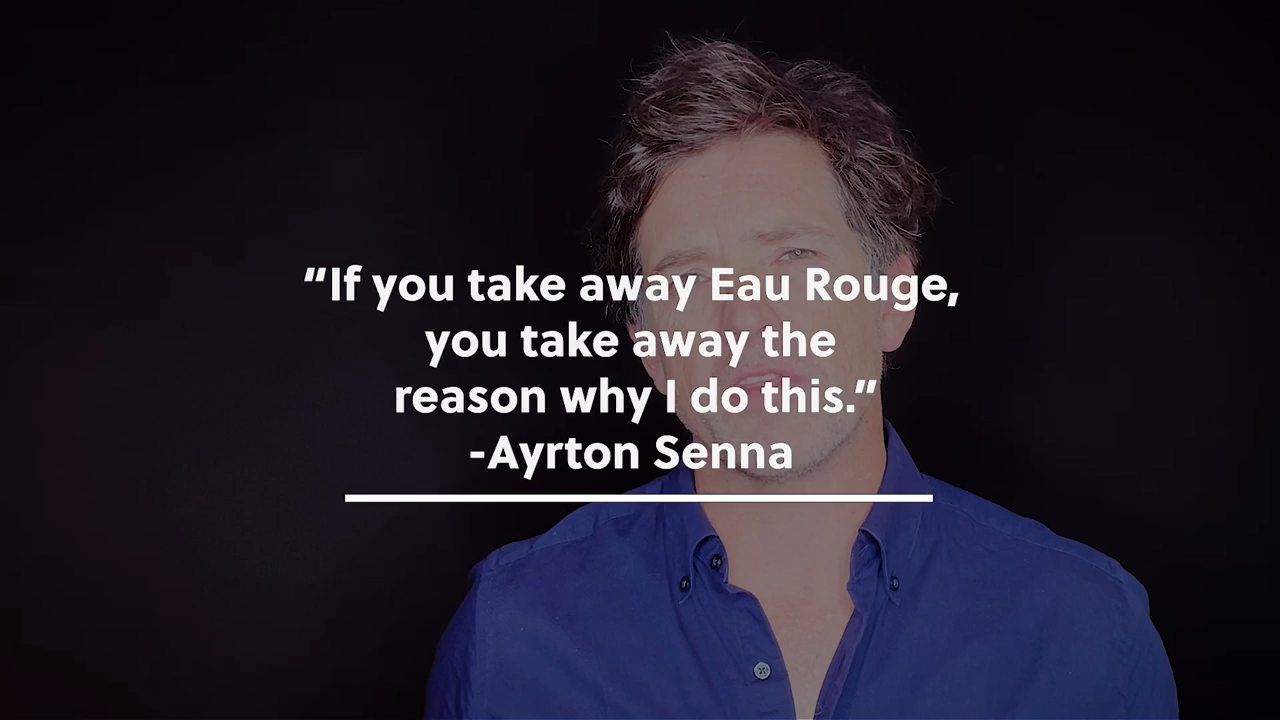 “If you take away Eau Rouge,
you take away the
reason why I do this.”
-Ayrton Senna